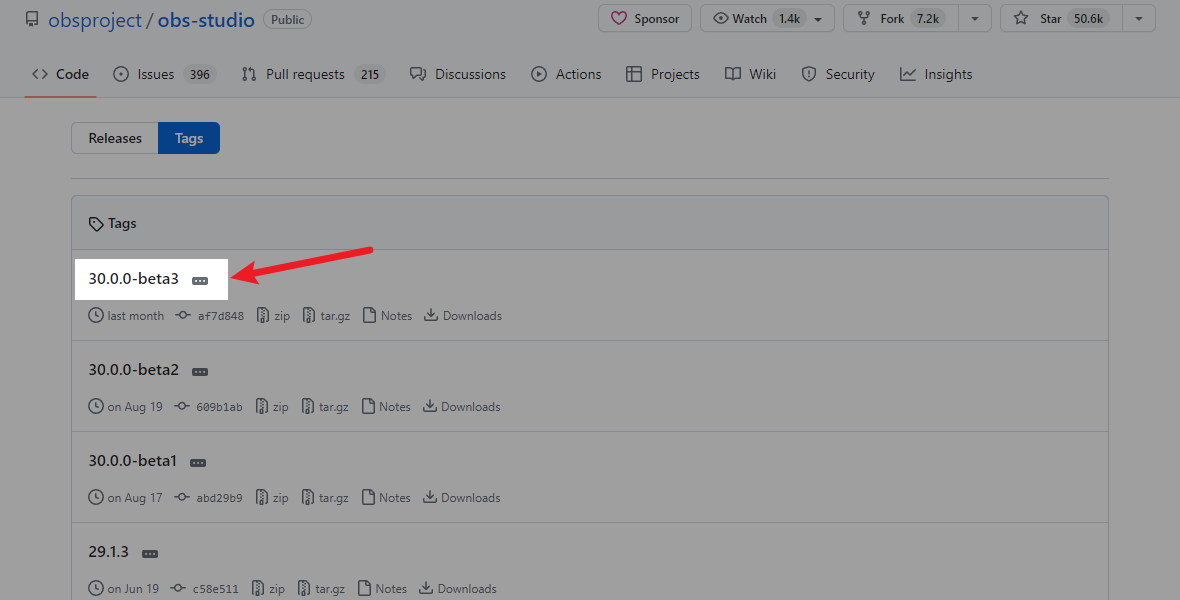 obsproject / obs-studio Public Sponsor Watch 1.4k Fork 7.2k Star 50.6k
Code Issues 396 Pull requests 215 Discussions Actions Projects Wiki Security Insights
Releases Tags
Tags
30.0.0-beta3
last month af7d848 zip tar.gz Notes Downloads
30.0.0-beta2
on Aug 19 609b1ab zip tar.gz Notes Downloads
30.0.0-beta1
on Aug 17 abd29b9 zip tar.gz Notes Downloads
29.1.3
on Jun 19 c58e511 zip tar.gz Notes Downloads